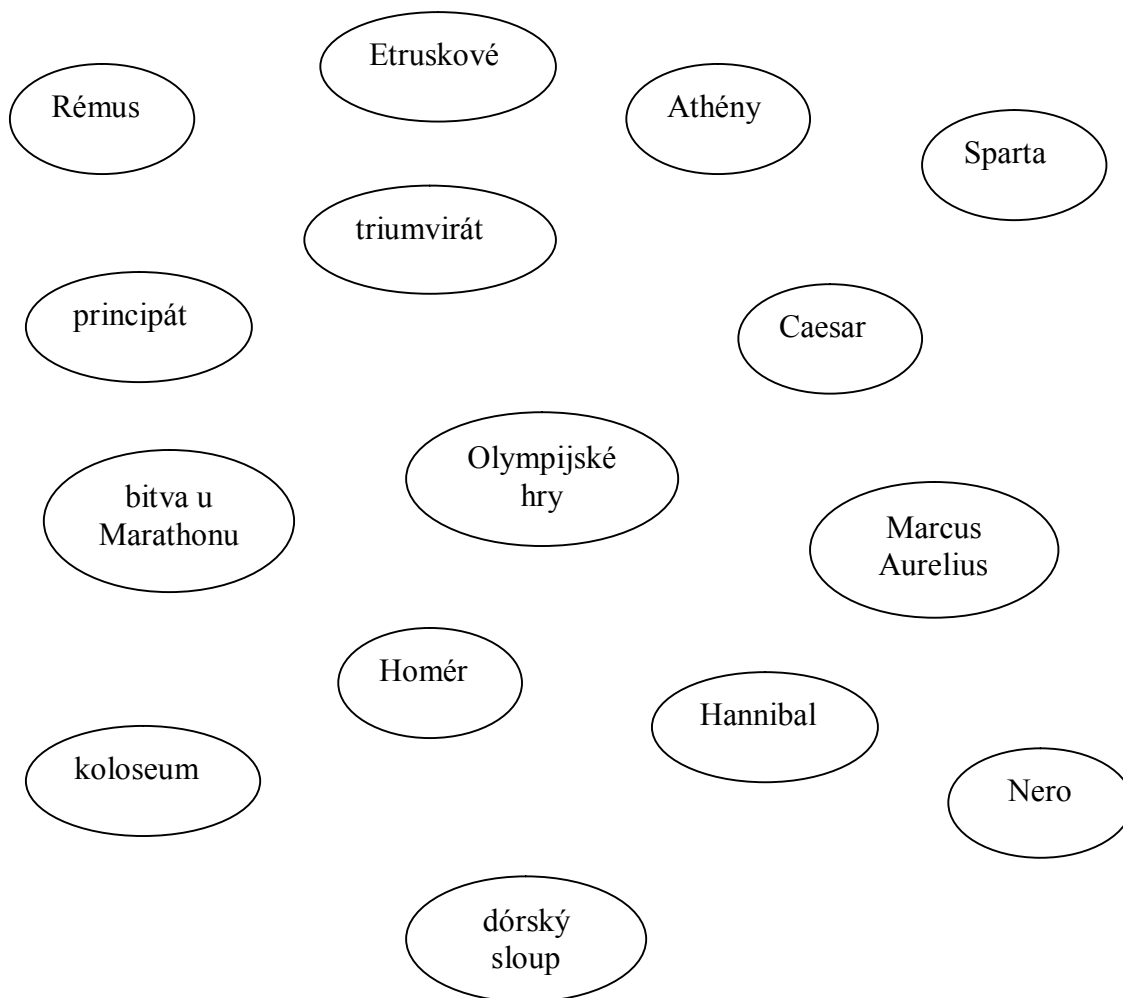 Etruskové
Rémus
Athény
Sparta
triumvirát
principát
Caesar
Olympijské
hry
bitva u
Marathonu
Marcus
Aurelius
Homér
Hannibal
koloseum
Nero
dórský
sloup